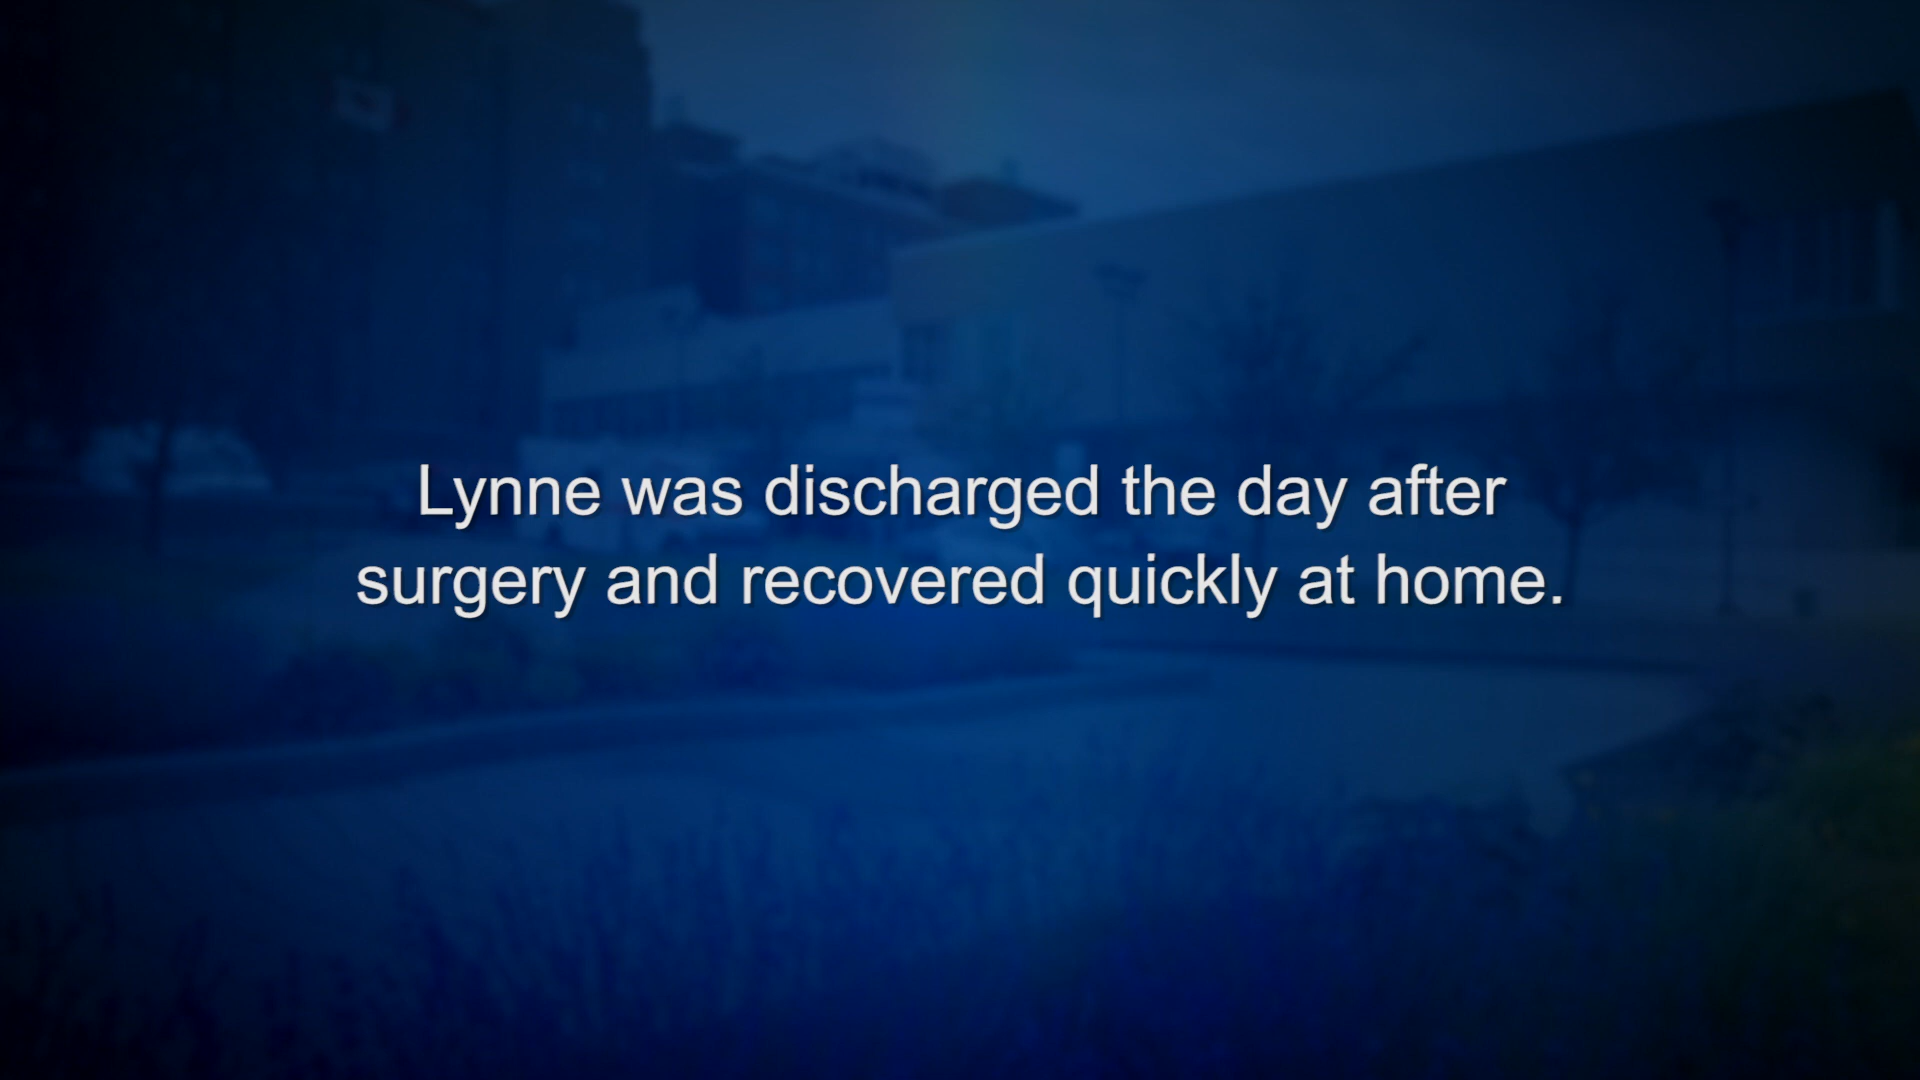 Lynne was discharged the day after
surgery and recovered quickly at home.